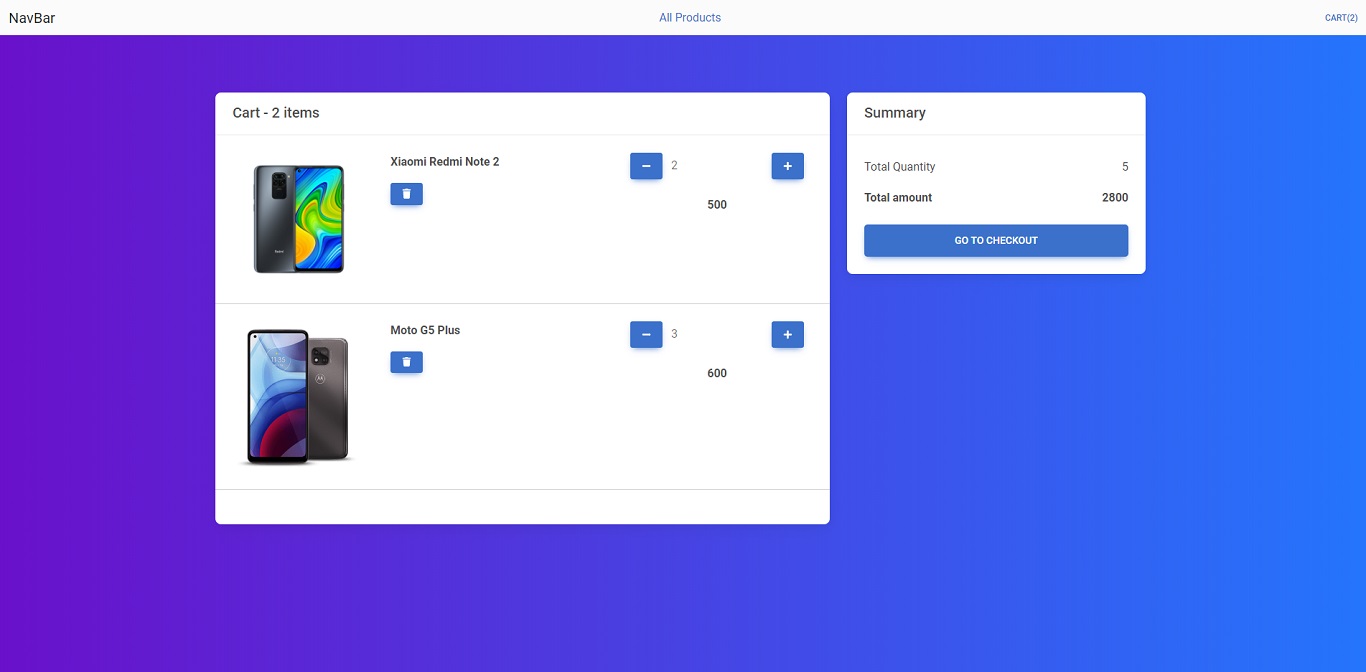 NavBar
All Products
CART(2)
Cart - 2 items
Xiaomi Redmi Note 2
2
500
Moto G5 Plus
3
600
Summary
Total Quantity 5
Total amount 2800
GO TO CHECKOUT